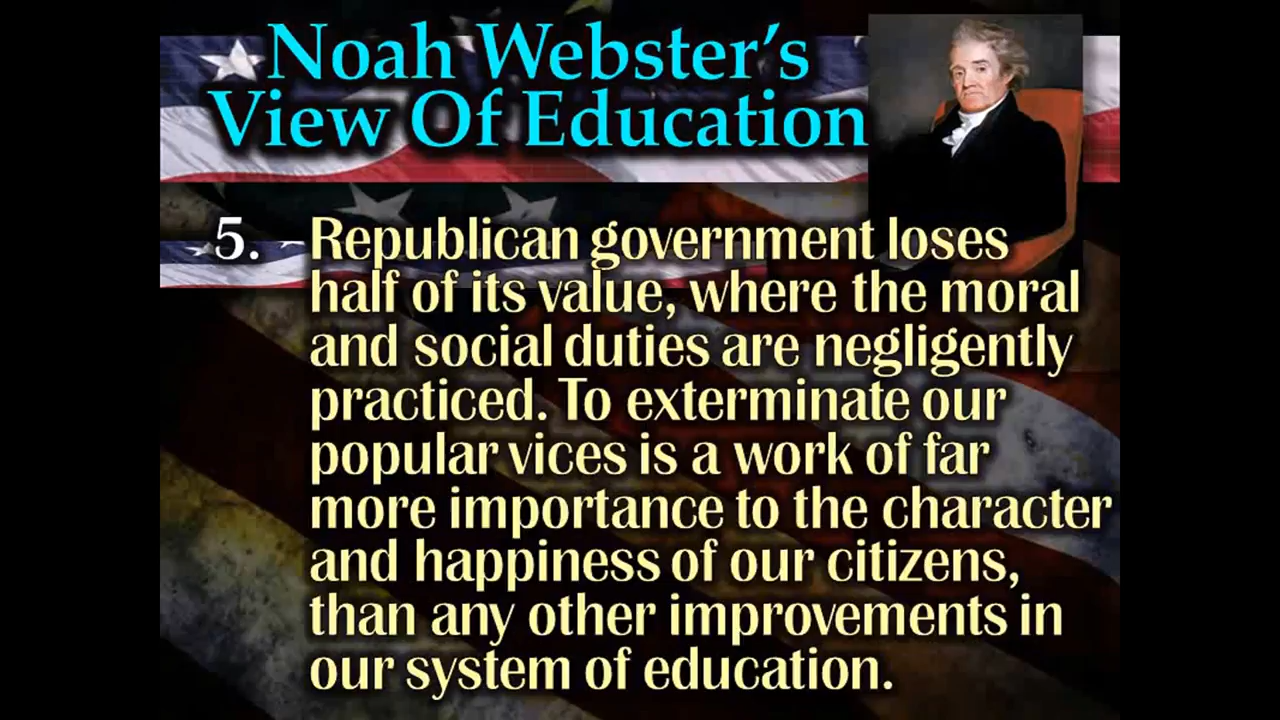 Noah Webster's
View Of Education
5. Republican government loses
half of its value, where the moral
and social duties are negligently
practiced. To exterminate our
popular vices is a work of far
more importance to the character
and happiness of our citizens,
than any other improvements in
our system of education.